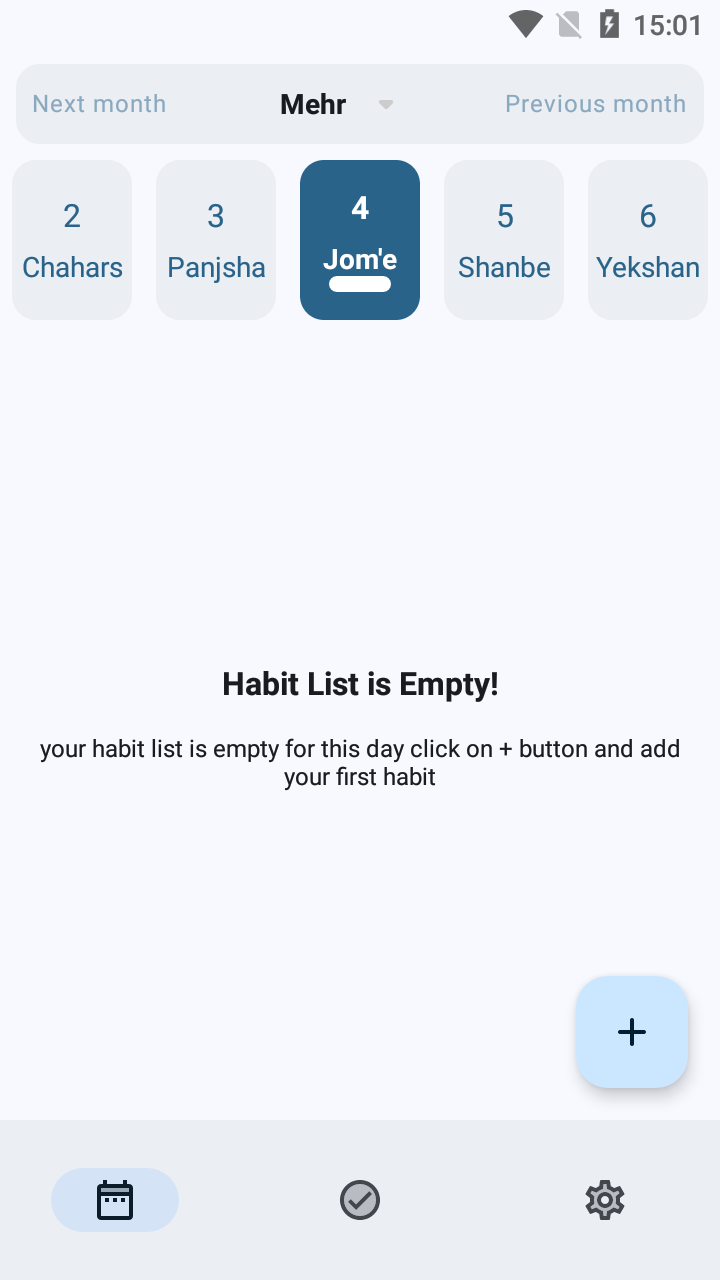 15:01
Next month Mehr Previous month
2 3 4 5 6
Chahars Panjsha Jom'e Shanbe Yekshan
Habit List is Empty!
your habit list is empty for this day click on + button and add
your first habit
+